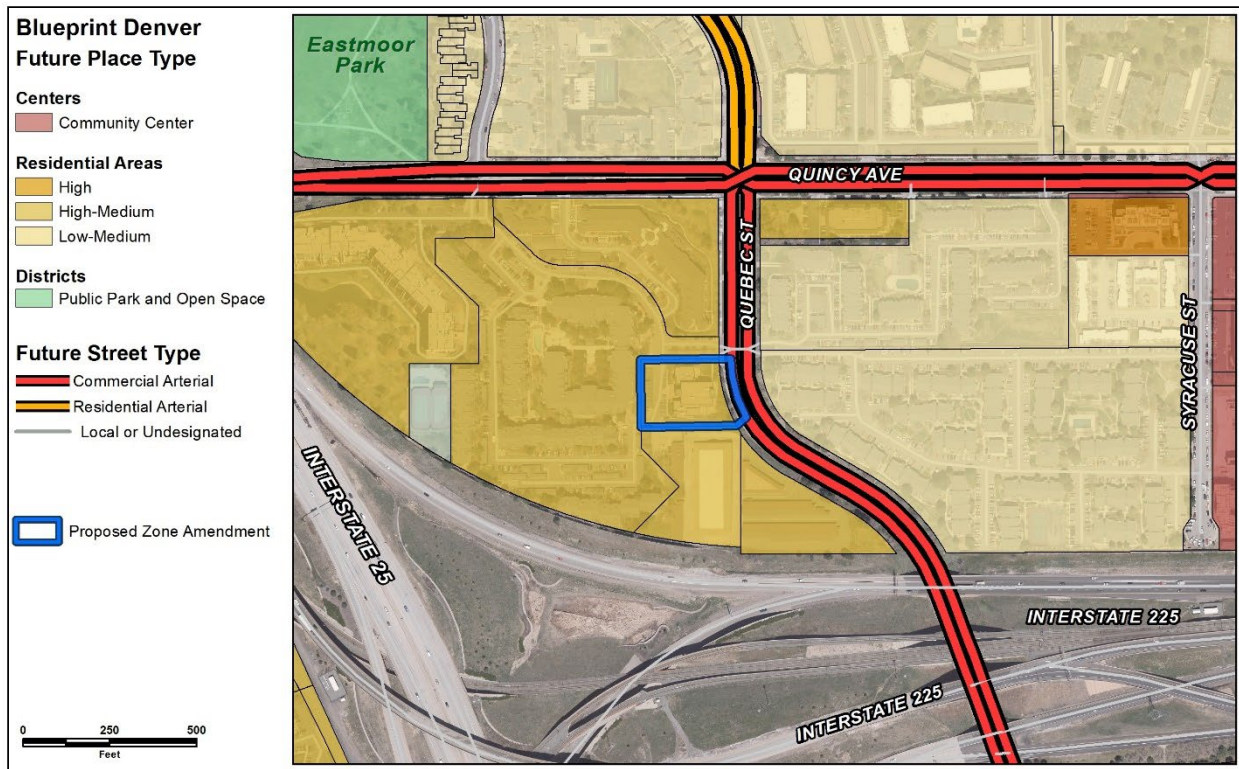 Blueprint Denver
Future Place Type
Centers
Community Center
Residential Areas
High
High-Medium
Low-Medium
Districts
Public Park and Open Space
Future Street Type
Commercial Arterial
Residential Arterial
Local or Undesignated
Proposed Zone Amendment
0 250 500
Feet
Eastmoor
Park
QUINCY AVE
QUEBEC ST
SYRACUSE ST
INTERSTATE 25
INTERSTATE 225
INTERSTATE 225